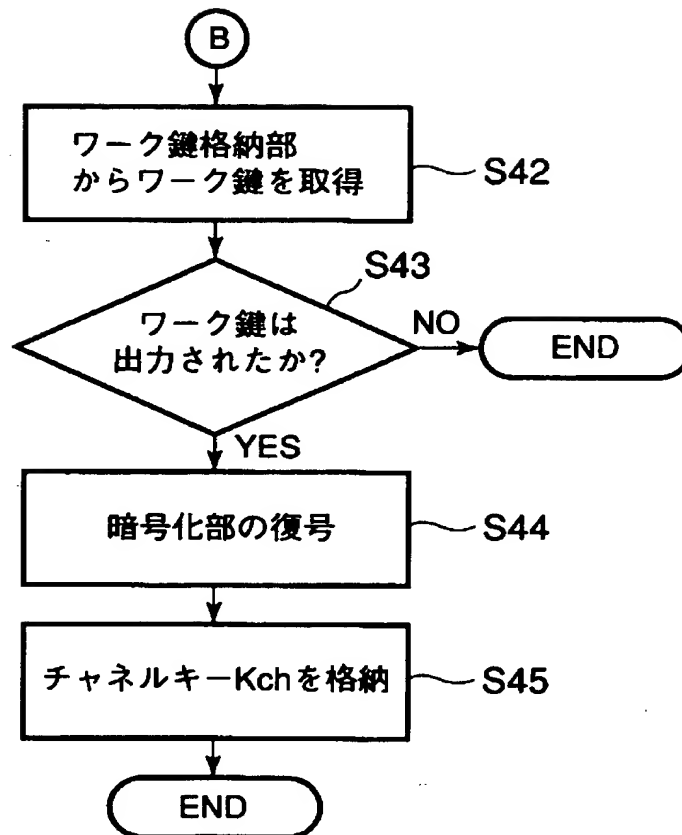 B
ワーク鍵格納部
からワーク鍵を取得
S42
S43
ワーク鍵は
出力されたか?
NO
END
YES
暗号化部の復号
S44
チャネルキーKchを格納
S45
END